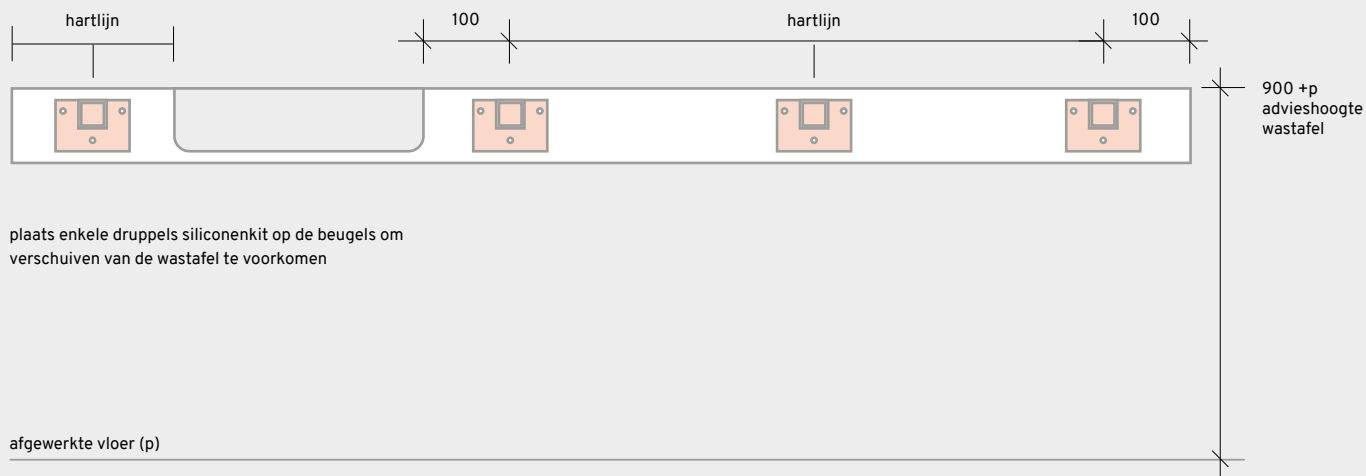 hartlijn
100
hartlijn
100
900 +p
advieshoogte
wastafel
plaats enkele druppels siliconenkit op de beugels om
verschuiven van de wastafel te voorkomen
afgewerkte vloer (p)